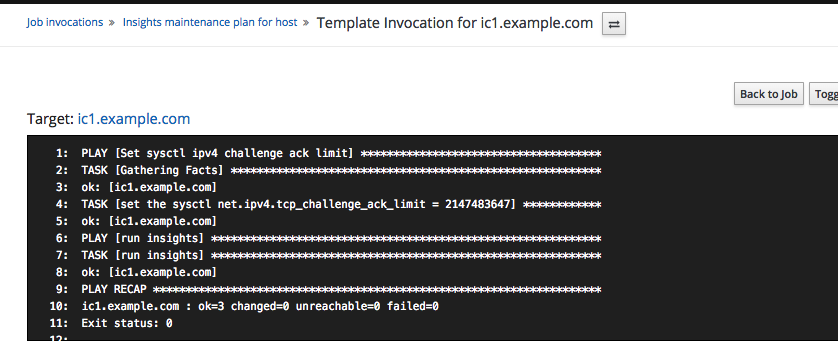 Job invocations » Insights maintenance plan for host » Template Invocation for ic1.example.com
Back to Job Togg
Target: ic1.example.com
1: PLAY [Set sysctl ipv4 challenge ack limit] *************************************
2: TASK [Gathering Facts] *********************************************************
3: ok: [ic1.example.com]
4: TASK [set the sysctl net.ipv4.tcp_challenge_ack_limit = 2147483647] ************
5: ok: [ic1.example.com]
6: PLAY [run insights] ************************************************************
7: TASK [run insights] ************************************************************
8: ok: [ic1.example.com]
9: PLAY RECAP *********************************************************************
10: ic1.example.com : ok=3 changed=0 unreachable=0 failed=0
11: Exit status: 0
12: